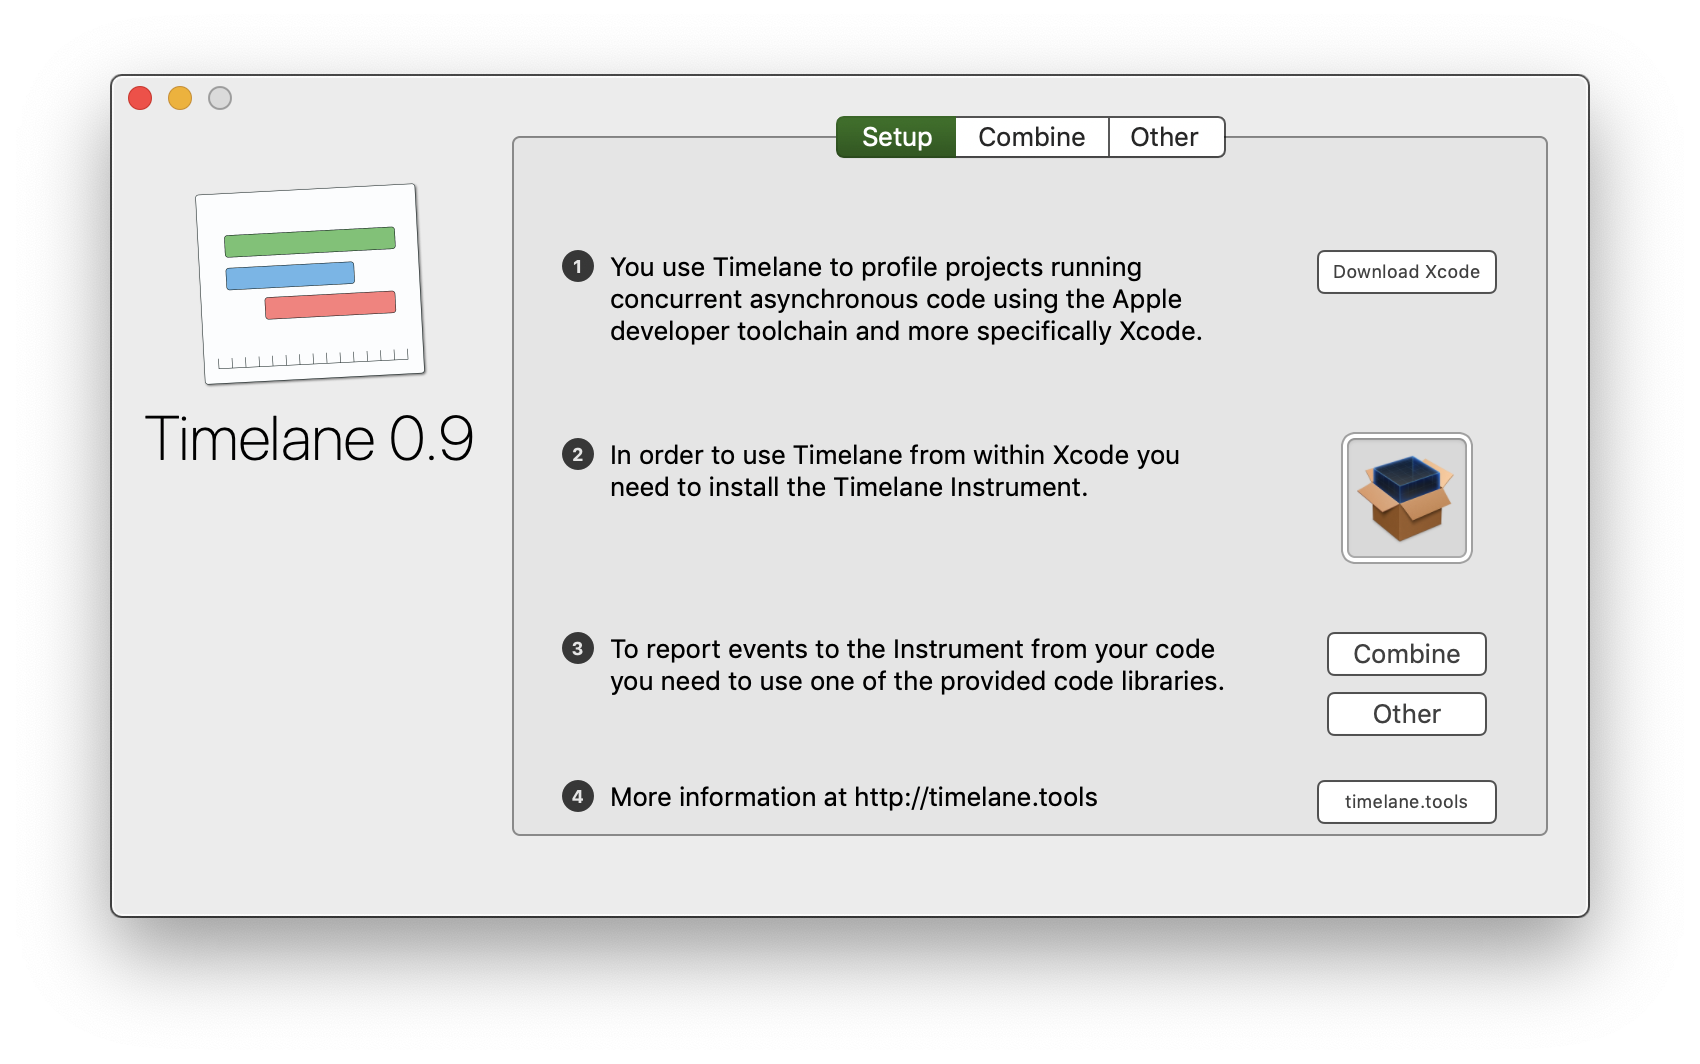 Setup
Combine
Other
Timelane 0.9
1
You use Timelane to profile projects running
concurrent asynchronous code using the Apple
developer toolchain and more specifically Xcode.
Download Xcode
2
In order to use Timelane from within Xcode you
need to install the Timelane Instrument.
3
To report events to the Instrument from your code
you need to use one of the provided code libraries.
Combine
Other
4
More information at http://timelane.tools
timelane.tools